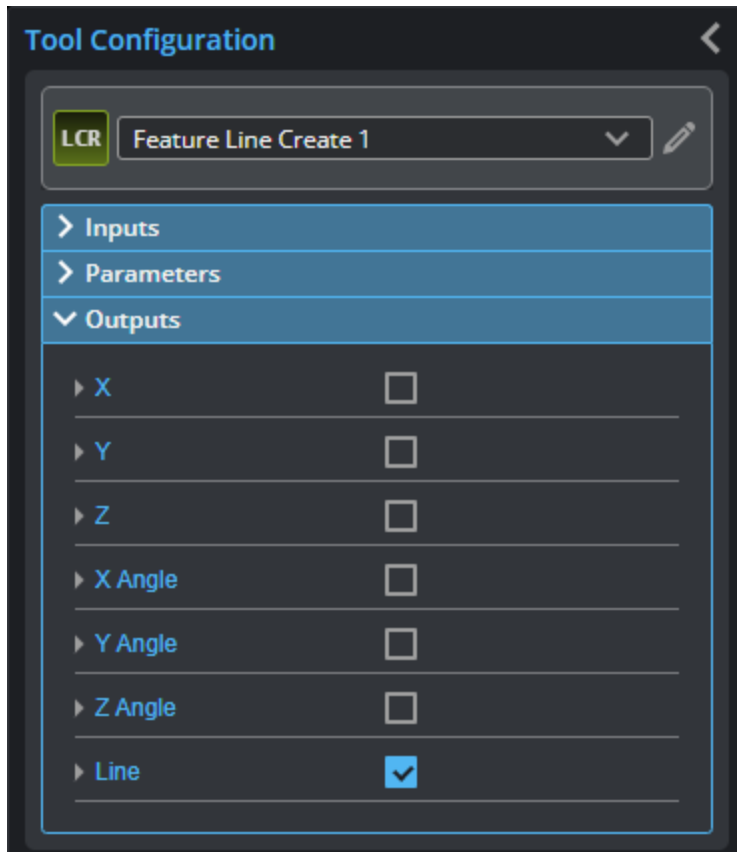 Tool Configuration
LCR Feature Line Create 1
Inputs
Parameters
Outputs
X
Y
Z
X Angle
Y Angle
Z Angle
Line